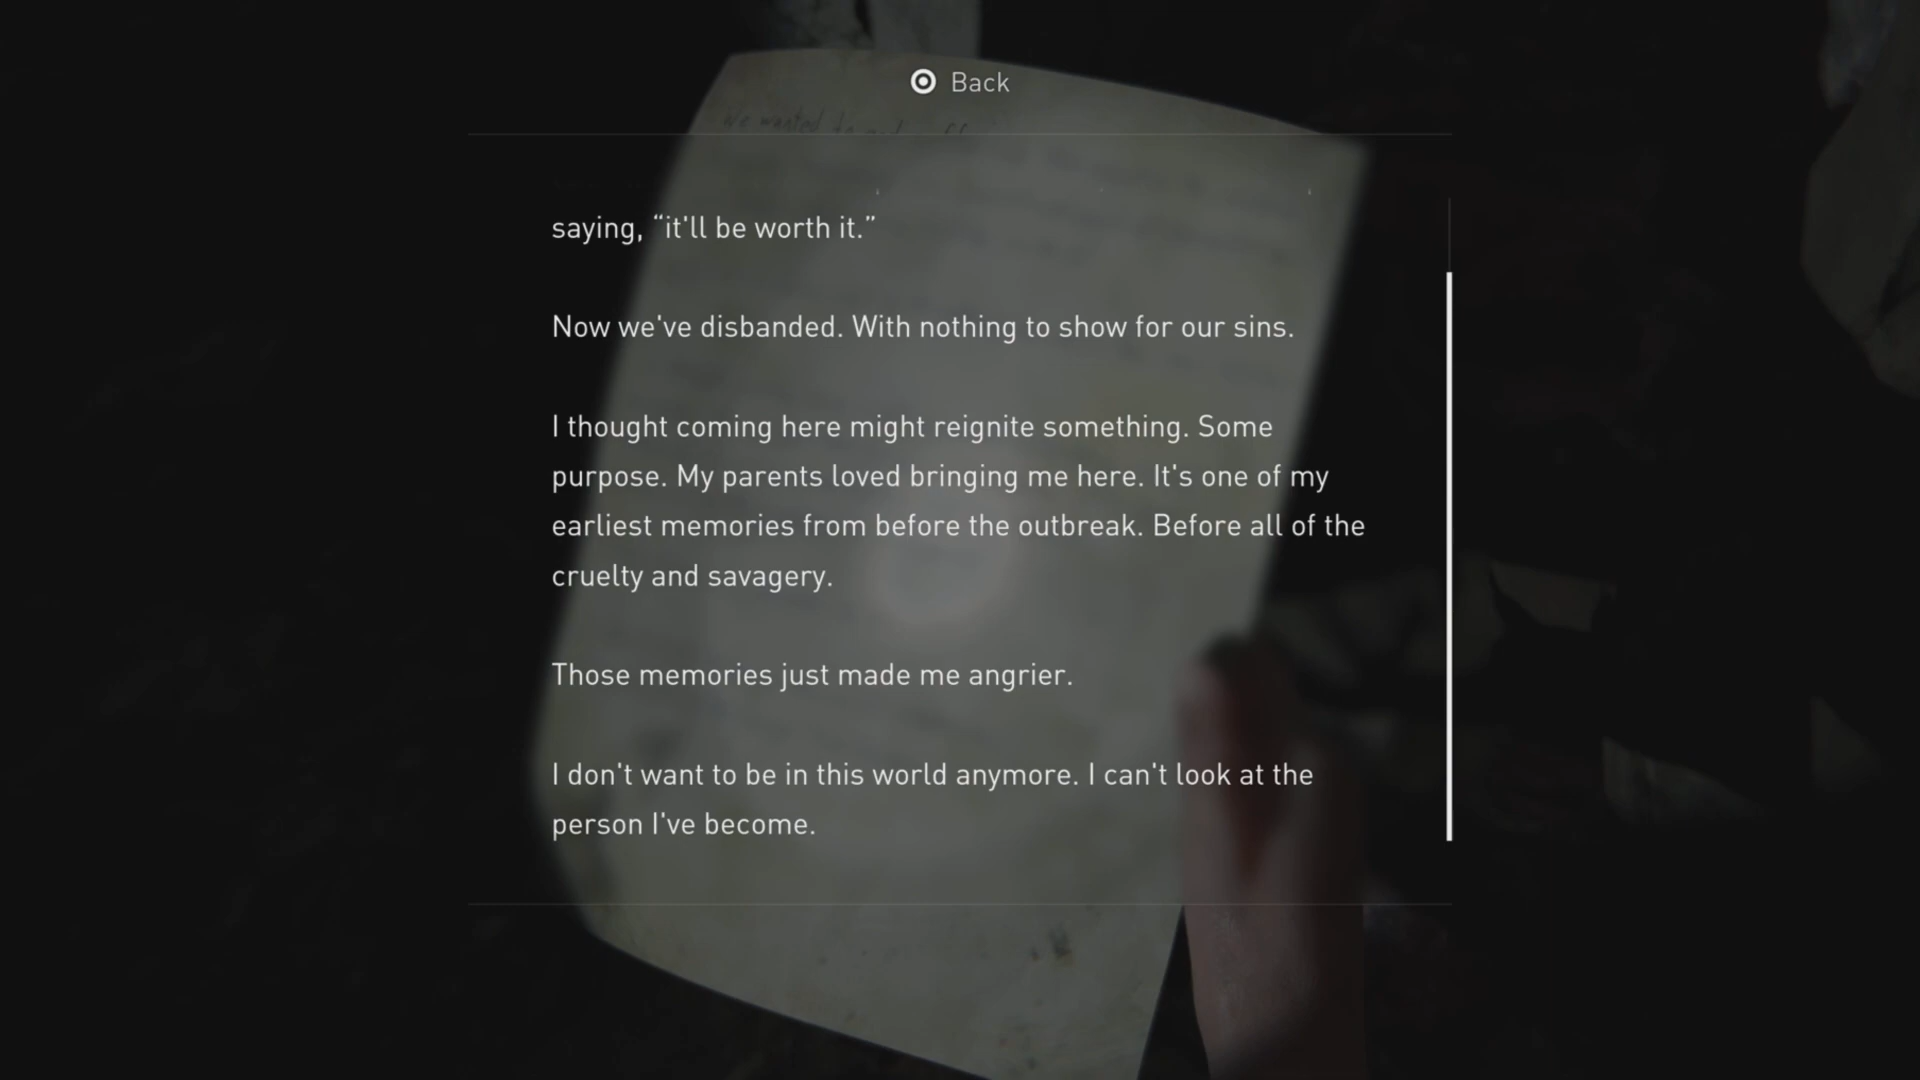 Back
We wanted to
saying, “it'll be worth it.”
Now we've disbanded. With nothing to show for our sins.
I thought coming here might reignite something. Some
purpose. My parents loved bringing me here. It's one of my
earliest memories from before the outbreak. Before all of the
cruelty and savagery.
Those memories just made me angrier.
I don't want to be in this world anymore. I can't look at the
person I've become.